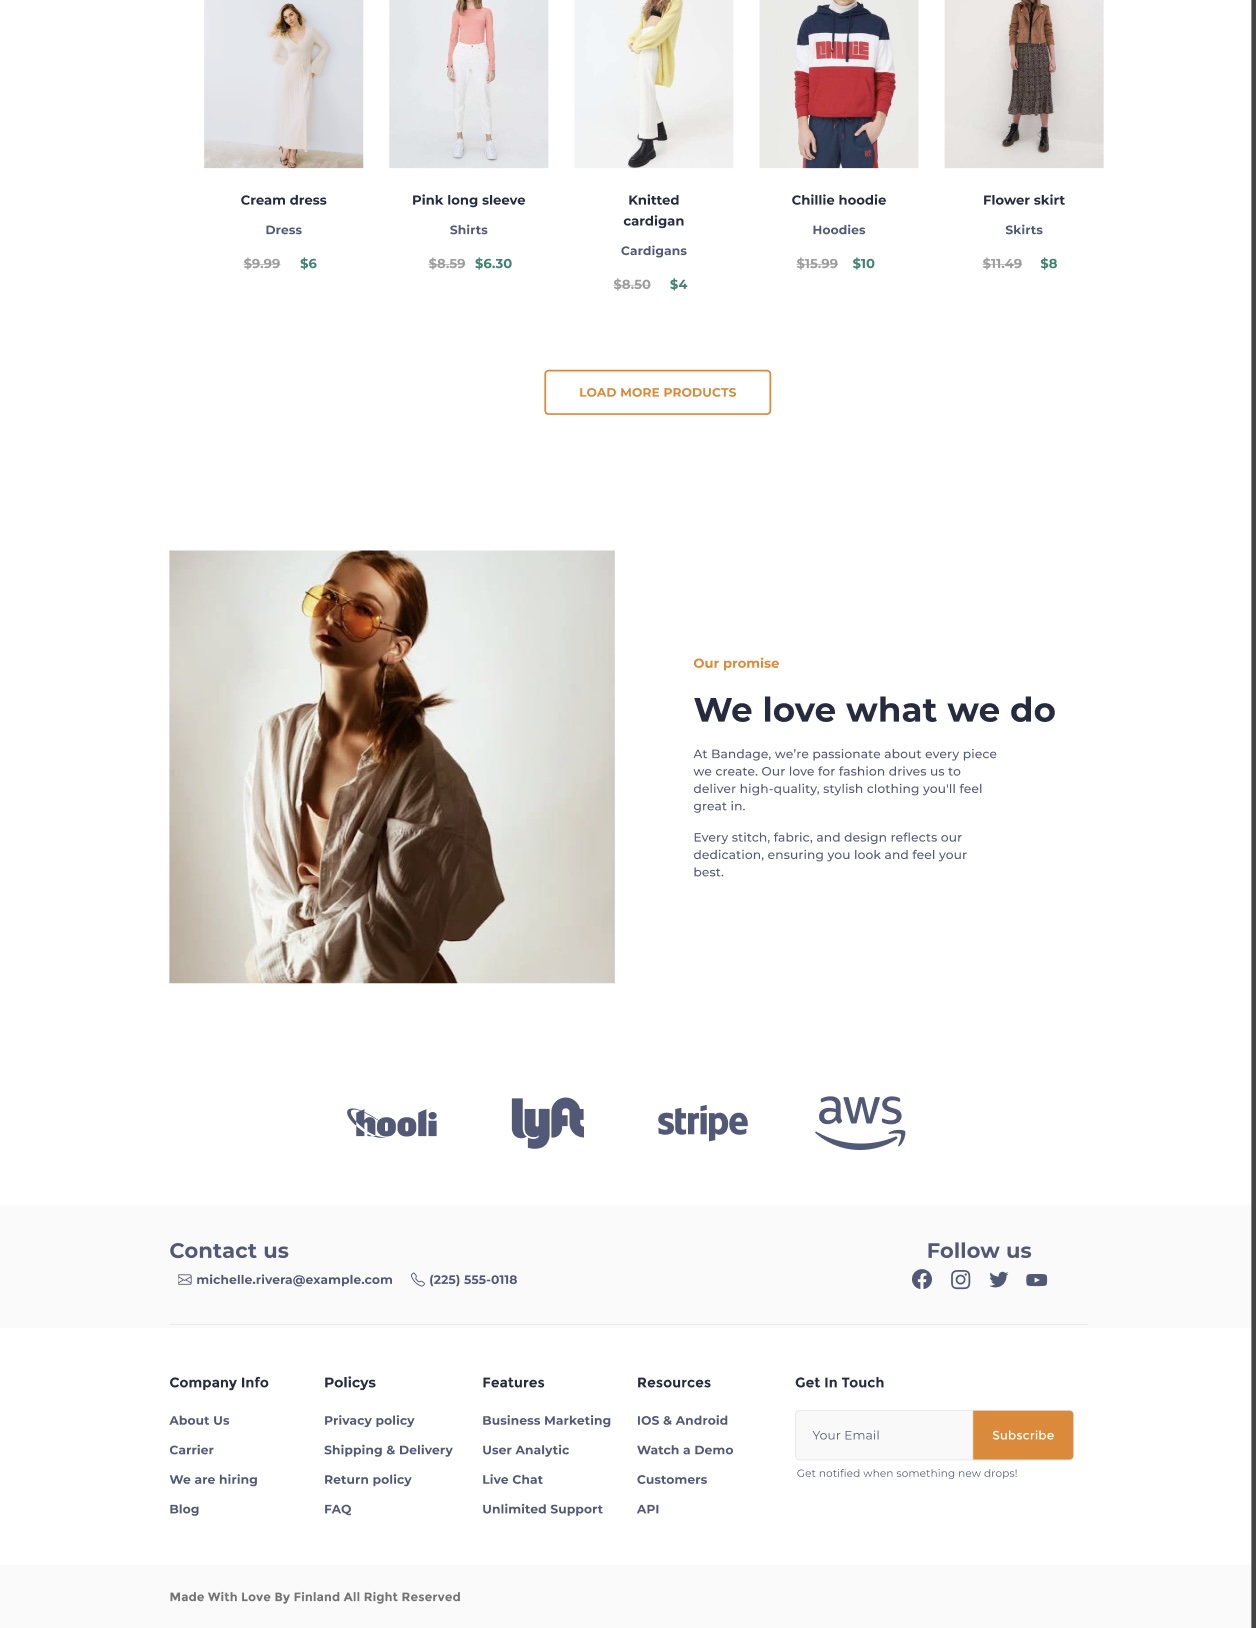 CHILLIE
Cream dress
Dress
$9.99 $6
Pink long sleeve
Shirts
$8.59 $6.30
Knitted
cardigan
Cardigans
$8.50 $4
Chillie hoodie
Hoodies
$15.99 $10
Flower skirt
Skirts
$11.49 $8
LOAD MORE PRODUCTS
Our promise
We love what we do
At Bandage, we're passionate about every piece
we create. Our love for fashion drives us to
deliver high-quality, stylish clothing you'll feel
great in.
Every stitch, fabric, and design reflects our
dedication, ensuring you look and feel your
best.
hooli
lyft
stripe
aws
Contact us
michelle.rivera@example.com (225) 555-0118
Follow us
Company Info
About Us
Carrier
We are hiring
Blog
Policys
Privacy policy
Shipping & Delivery
Return policy
FAQ
Features
Business Marketing
User Analytic
Live Chat
Unlimited Support
Resources
IOS & Android
Watch a Demo
Customers
API
Get In Touch
Your Email Subscribe
Get notified when something new drops!
Made With Love By Finland All Right Reserved